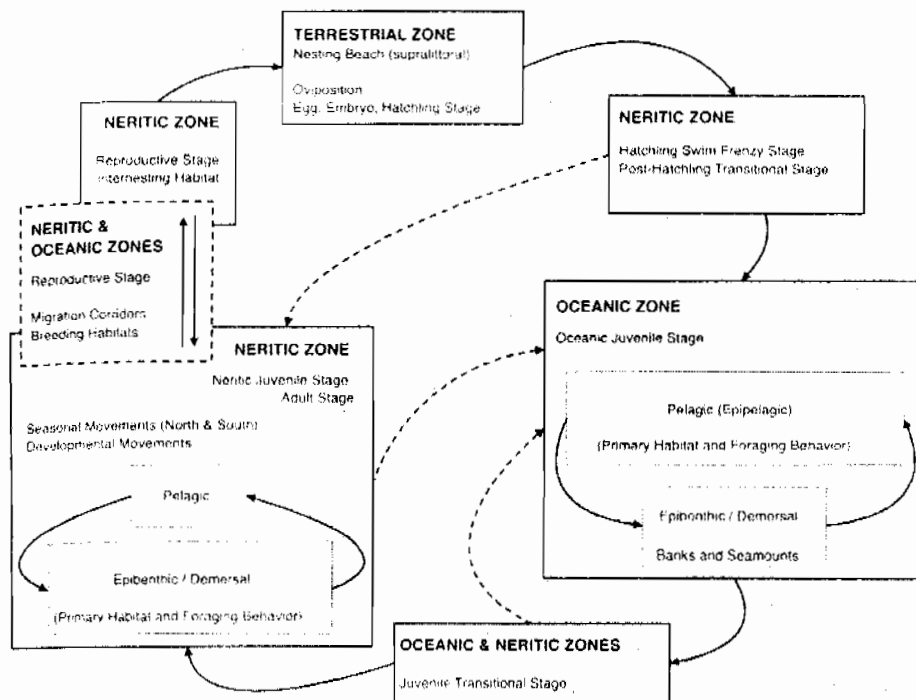 TERRESTRIAL ZONE
Nesting Beach (supralittoral)
Oviposition
Egg, Embryo, Hatchling Stage
NERITIC ZONE
Reproductive Stage
Internesting Habitat
NERITIC ZONE
Hatchling Swim Frenzy Stage
Post-Hatchling Transitional Stage
NERITIC &
OCEANIC ZONES
Reproductive Stage
Migration Corridors
Breeding Habitats
OCEANIC ZONE
Oceanic Juvenile Stage
Pelagic (Epipelagic)
(Primary Habitat and Foraging Behavior)
Epibenthic / Demersal
Banks and Seamounts
NERITIC ZONE
Neritic Juvenile Stage
Adult Stage
Seasonal Movements (North & South)
Developmental Movements
Pelagic
Epibenthic / Demersal
(Primary Habitat and Foraging Behavior)
OCEANIC & NERITIC ZONES
Juvenile Transitional Stage